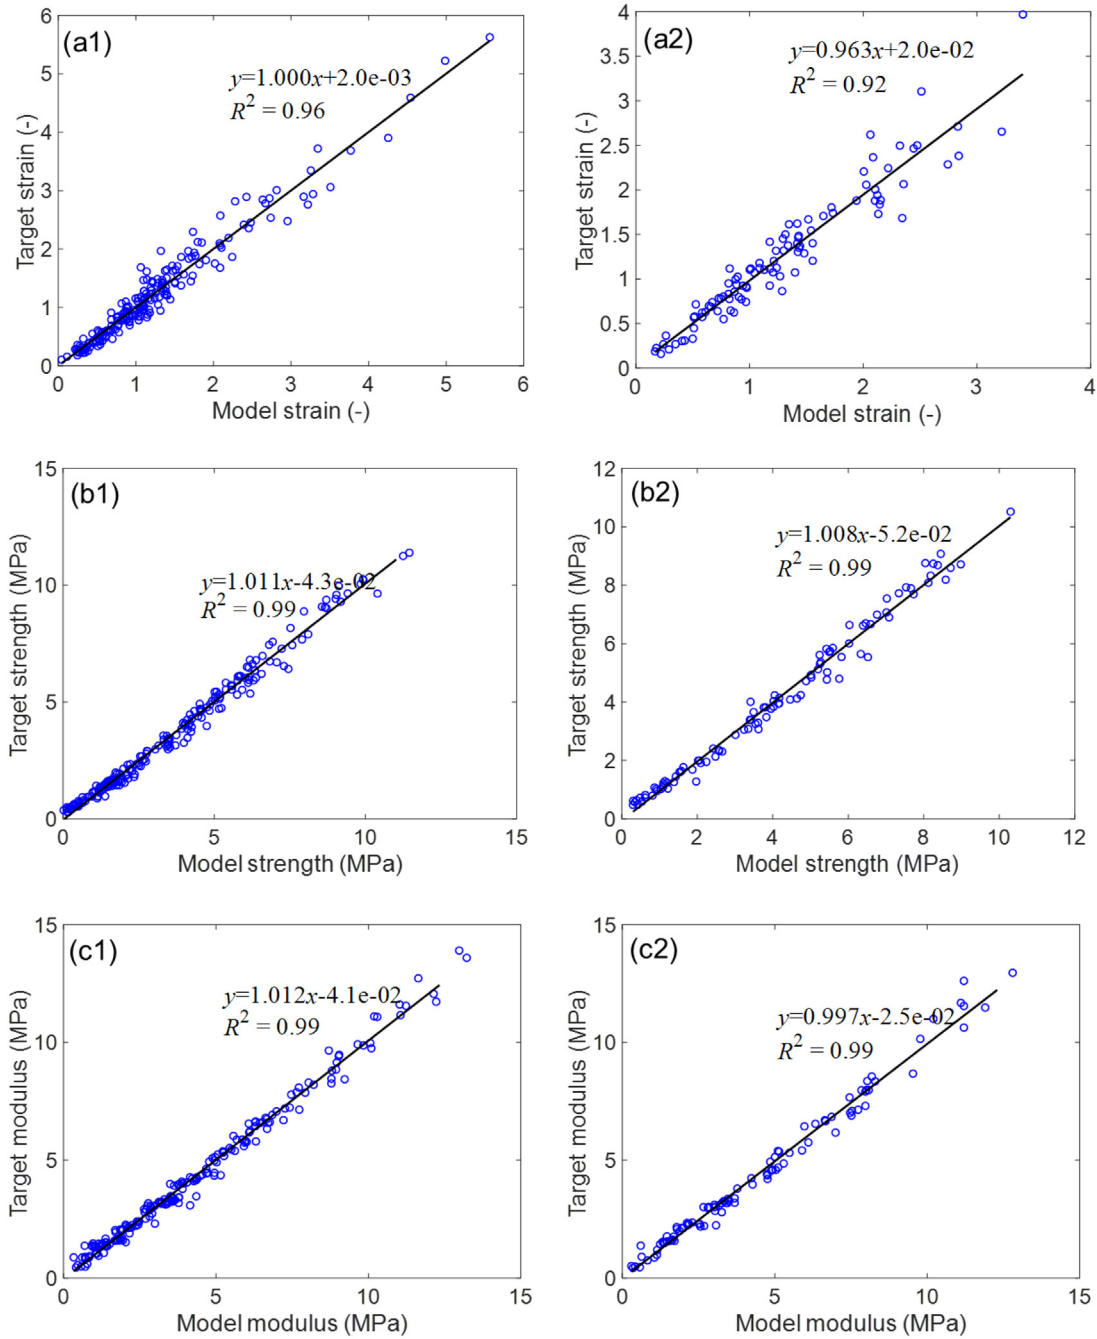 (a1)
y=1.000x+2.0e-03
R² = 0.96
Target strain (-)
6
5
4
3
2
1
0
0 1 2 3 4 5 6
Model strain (-)
(a2)
y=0.963x+2.0e-02
R² = 0.92
Target strain (-)
4
3.5
3
2.5
2
1.5
1
0.5
0
0 1 2 3 4
Model strain (-)
(b1)
y=1.011x-4.3e-02
R² = 0.99
Target strength (MPa)
15
10
5
0
0 5 10 15
Model strength (MPa)
(b2)
y=1.008x-5.2e-02
R² = 0.99
Target strength (MPa)
12
10
8
6
4
2
0
0 2 4 6 8 10 12
Model strength (MPa)
(c1)
y=1.012x-4.1e-02
R² = 0.99
Target modulus (MPa)
15
10
5
0
0 5 10 15
Model modulus (MPa)
(c2)
y=0.997x-2.5e-02
R² = 0.99
Target modulus (MPa)
15
10
5
0
0 5 10 15
Model modulus (MPa)